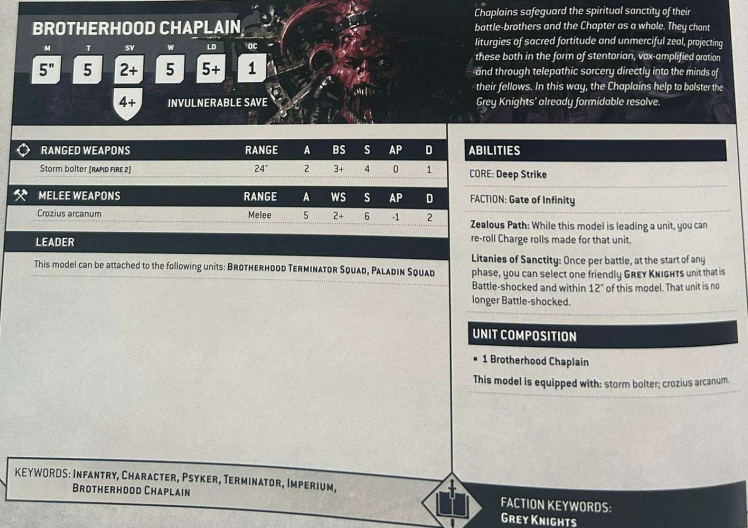 BROTHERHOOD CHAPLAIN
M T SV W LD OC
5" 5 2+ 5 5+ 1
4+ INVULNERABLE SAVE
Chaplains safeguard the spiritual sanctity of their
battle-brothers and the Chapter as a whole. They chant
liturgies of sacred fortitude and unmerciful zeal, projecting
these both in the form of stentorian, vox-amplified oration
and through telepathic sorcery directly into the minds of
their fellows. In this way, the Chaplains help to bolster the
Grey Knights' already formidable resolve.
RANGED WEAPONS RANGE A BS S AP D
Storm bolter [RAPID FIRE 2] 24" 2 3+ 4 0 1
MELEE WEAPONS RANGE A WS S AP D
Crozius arcanum Melee 5 2+ 6 -1 2
LEADER
This model can be attached to the following units: BROTHERHOOD TERMINATOR SQUAD, PALADIN SQUAD
ABILITIES
CORE: Deep Strike
FACTION: Gate of Infinity
Zealous Path: While this model is leading a unit, you can
re-roll Charge rolls made for that unit.
Litanies of Sanctity: Once per battle, at the start of any
phase, you can select one friendly GREY KNIGHTS unit that is
Battle-shocked and within 12" of this model. That unit is no
longer Battle-shocked.
UNIT COMPOSITION
▪ 1 Brotherhood Chaplain
This model is equipped with: storm bolter; crozius arcanum.
KEYWORDS: INFANTRY, CHARACTER, PSYKER, TERMINATOR, IMPERIUM,
BROTHERHOOD CHAPLAIN
FACTION KEYWORDS:
GREY KNIGHTS